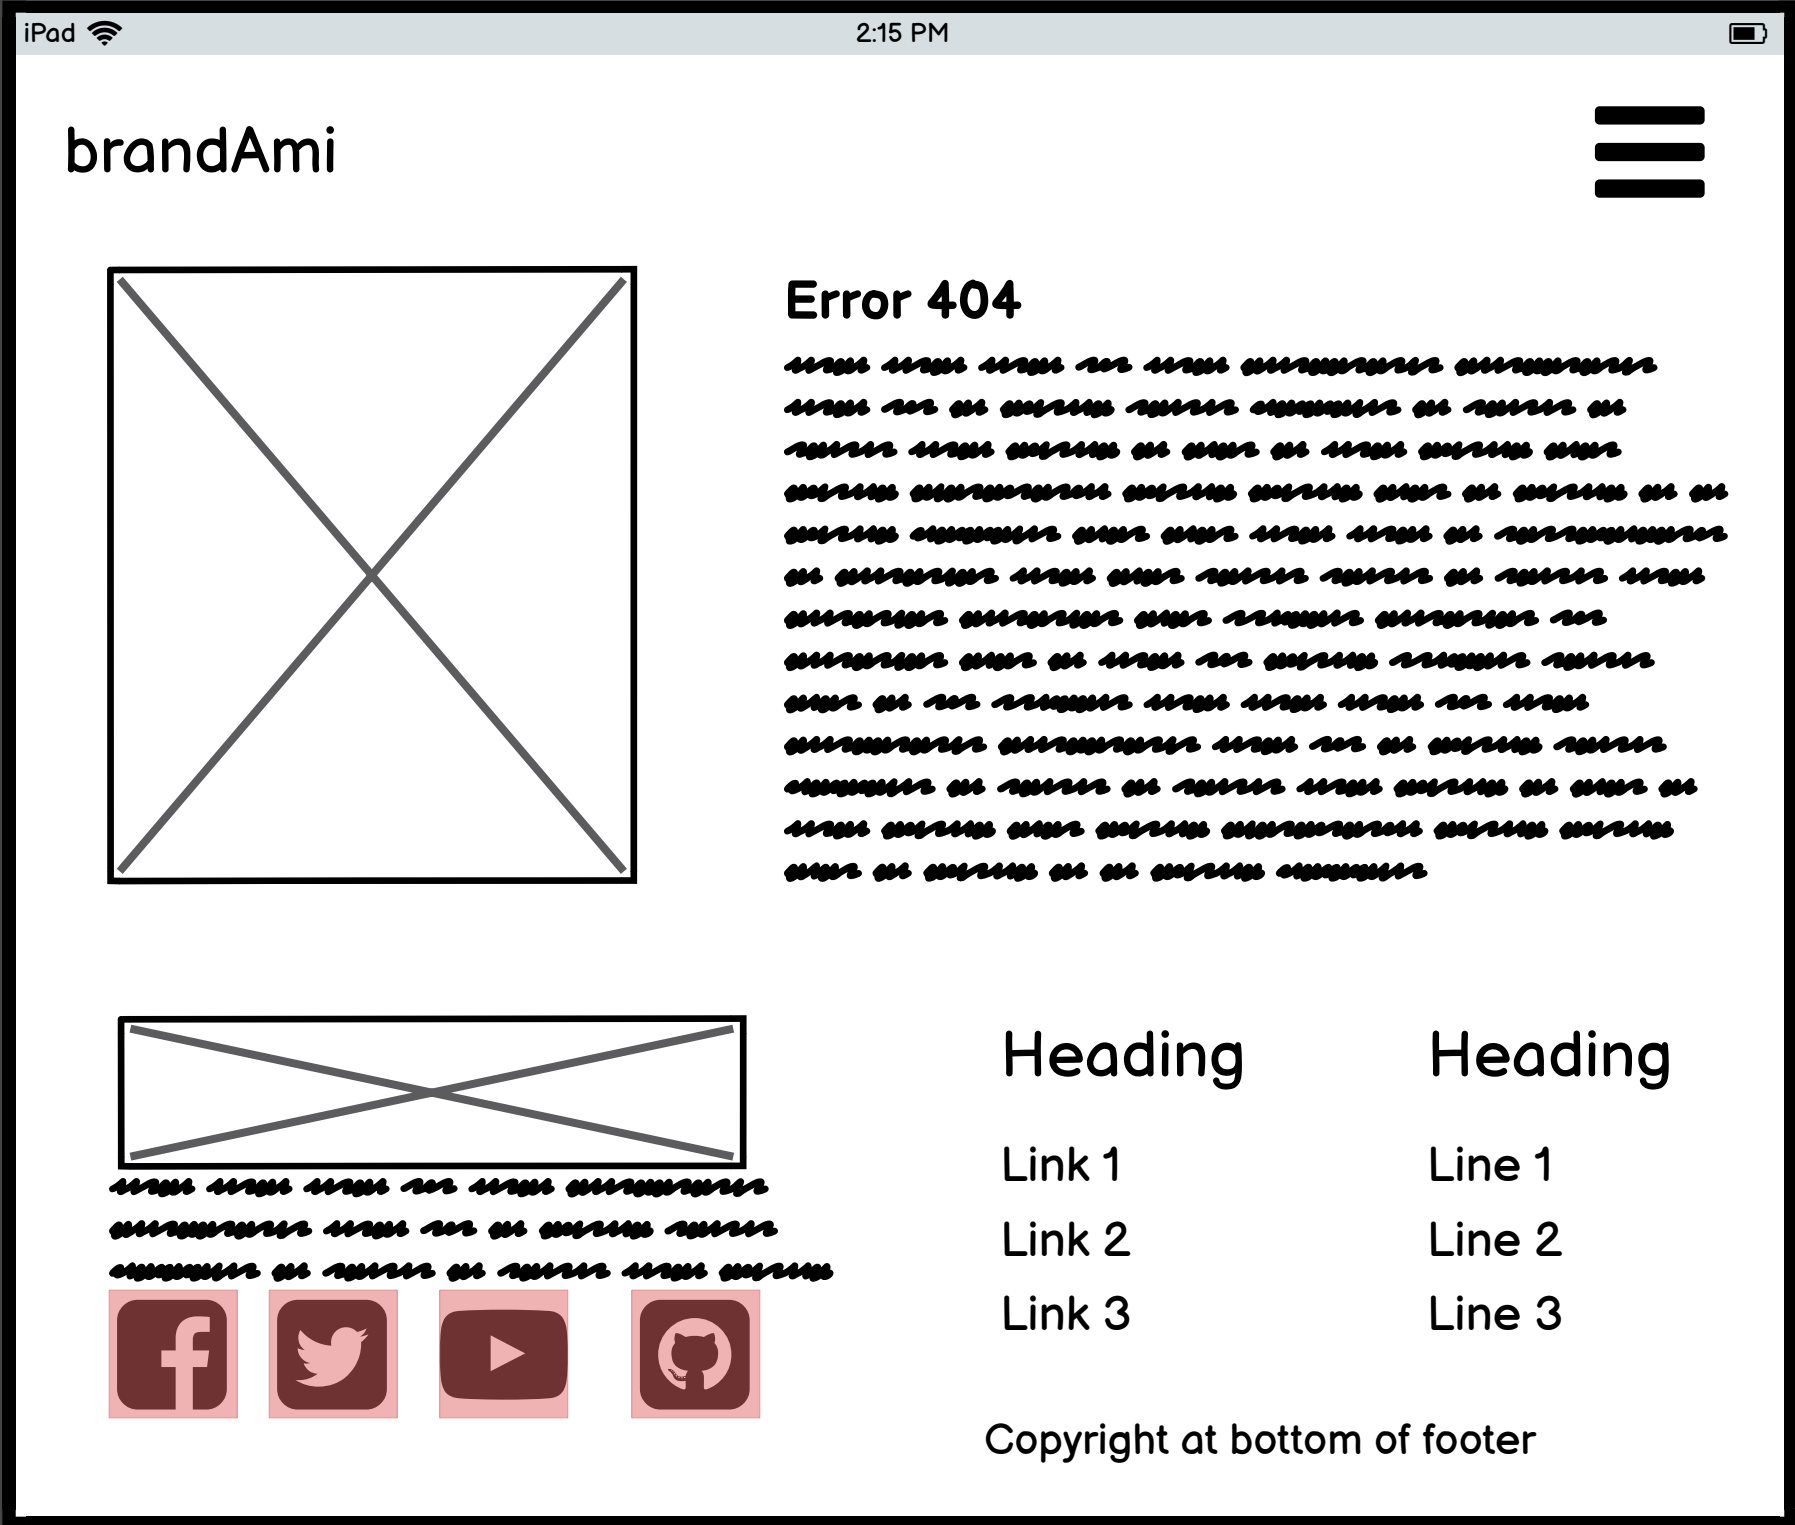 iPad
2:15 PM
brandAmi
Error 404
Heading
Link 1
Link 2
Link 3
Heading
Line 1
Line 2
Line 3
Copyright at bottom of footer